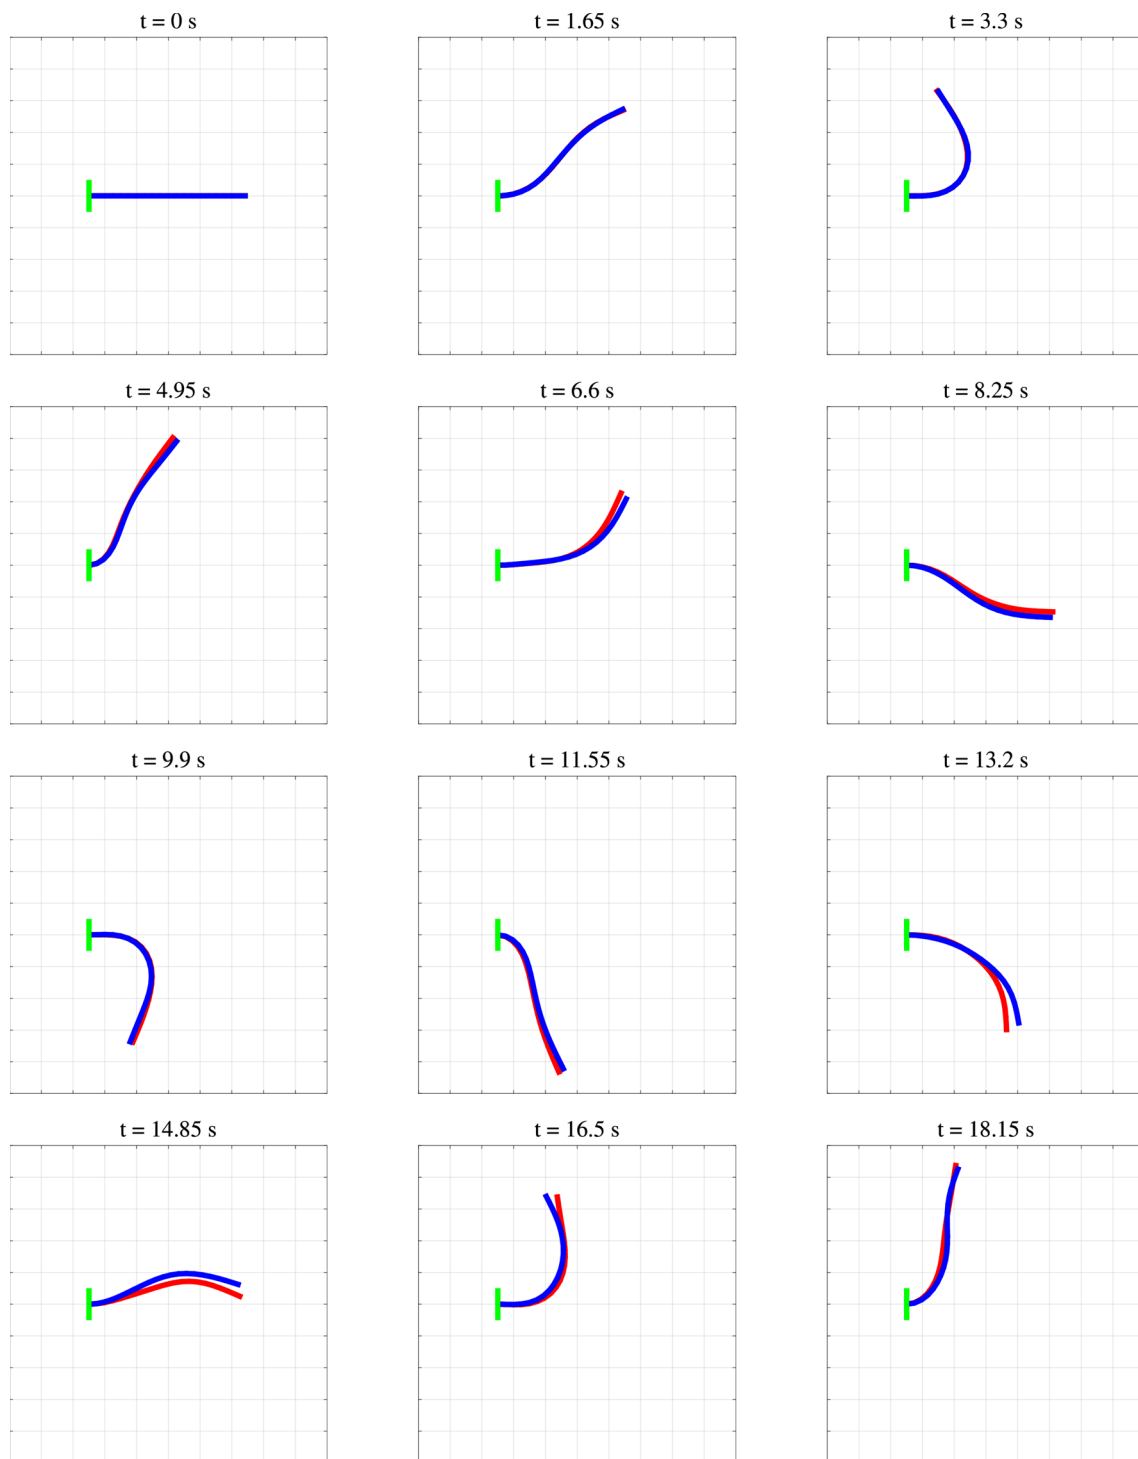 t = 0 s
t = 1.65 s
t = 3.3 s
t = 4.95 s
t = 6.6 s
t = 8.25 s
t = 9.9 s
t = 11.55 s
t = 13.2 s
t = 14.85 s
t = 16.5 s
t = 18.15 s